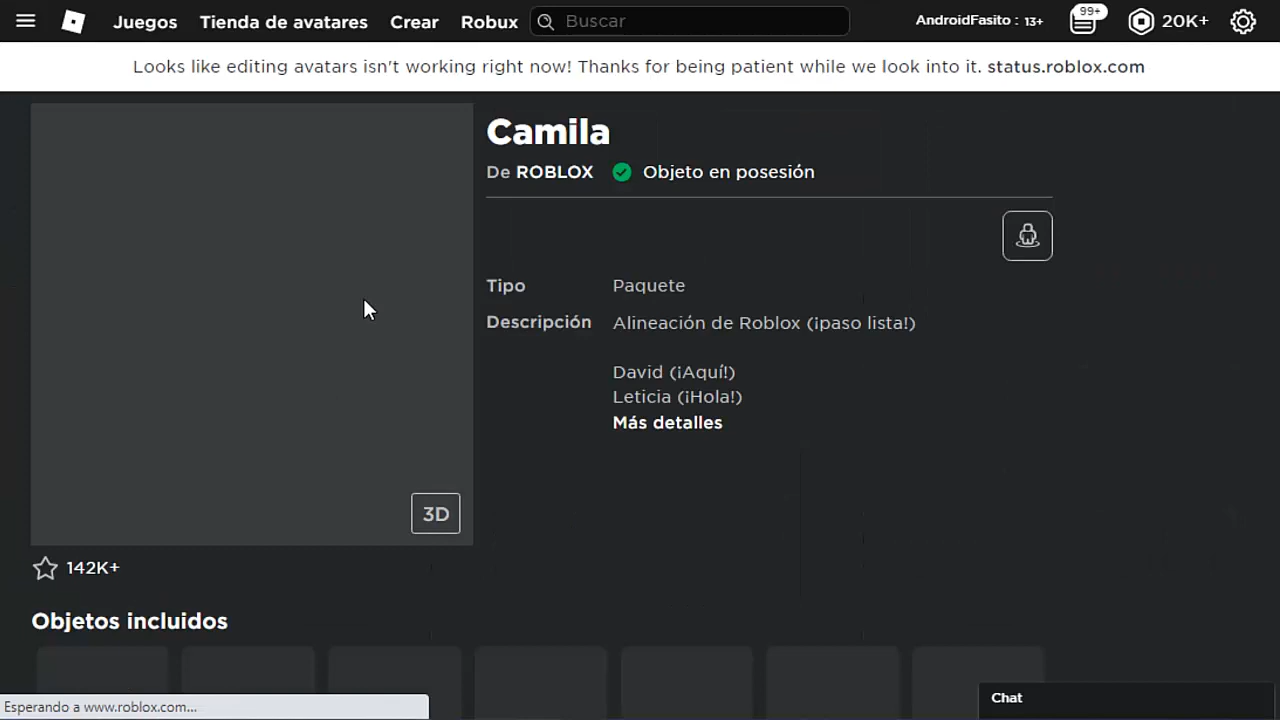 Juegos Tienda de avatares Crear Robux Buscar AndroidFasito : 13+ 99+ 20K+
Looks like editing avatars isn't working right now! Thanks for being patient while we look into it. status.roblox.com
Camila
De ROBLOX Objeto en posesión
Tipo Paquete
Descripción Alineación de Roblox (¡paso lista!)
David (¡Aquí!)
Leticia (¡Hola!)
Más detalles
3D
142K+
Objetos incluidos
Esperando a www.roblox.com...
Chat